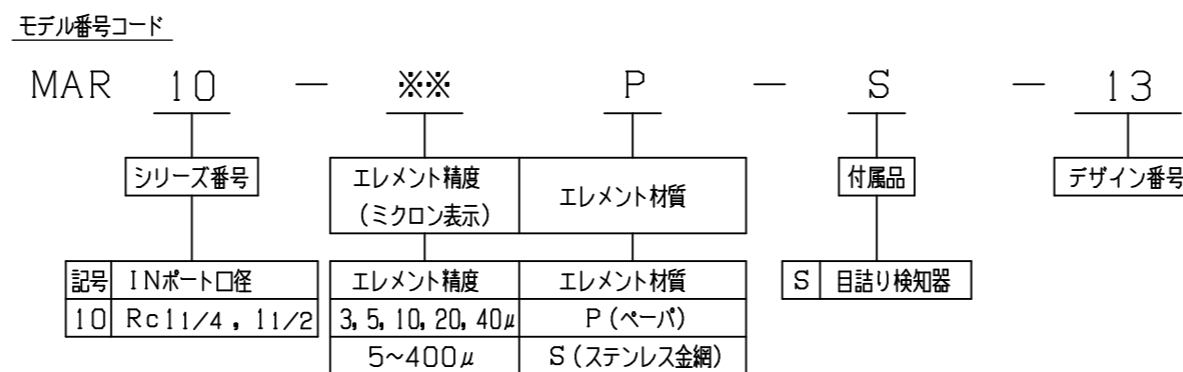 モデル番号コード
MAR 10 － ※※ P － S － 13
シリーズ番号 エレメント精度 エレメント材質 付属品 デザイン番号
(ミクロン表示)
記号 INポート口径 エレメント精度 エレメント材質 S 目詰り検知器
10 Rc11/4，11/2 3, 5, 10, 20, 40μ P(ペーパ)
5~400μ S(ステンレス金網)